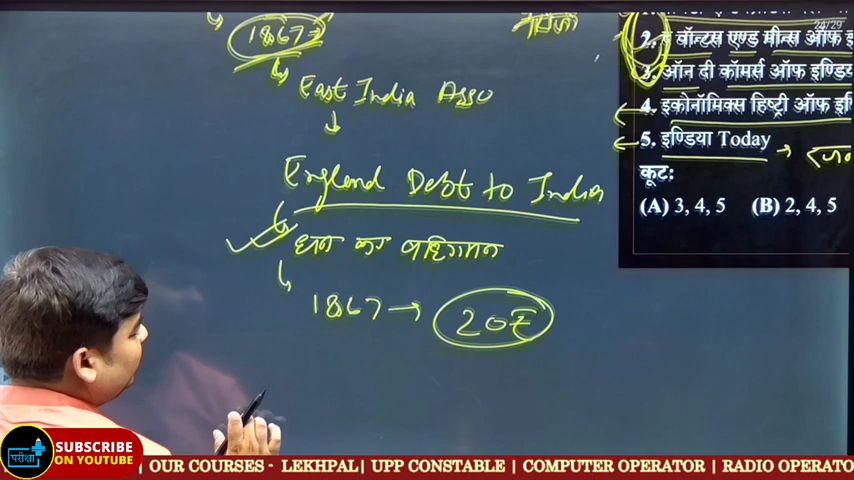 1867
East India Asso
England Debt to India
धन का बहिगमन
1867 → 20₹
24/29
2. द वॉन्टस एण्ड मीन्स ऑफ इ
3. ऑन दी कॉमर्स ऑफ इण्डिय
4. इकोनॉमिक्स हिष्ट्री ऑफ इण्डि
5. इण्डिया Today →
कूटः
(A) 3, 4, 5 (B) 2, 4, 5
परीक्षा
SUBSCRIBE
ON YOUTUBE
| OUR COURSES - LEKHPAL| UPP CONSTABLE | COMPUTER OPERATOR | RADIO OPERATO